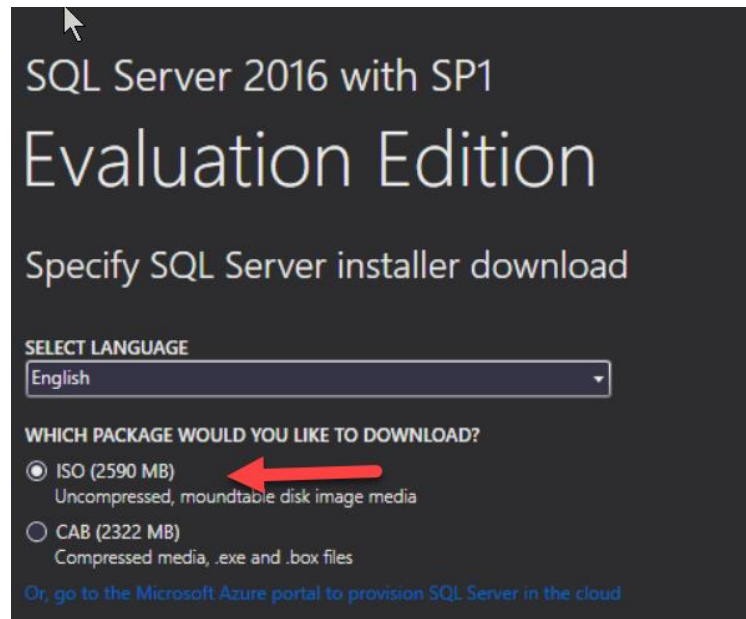 SQL Server 2016 with SP1
Evaluation Edition
Specify SQL Server installer download
SELECT LANGUAGE
English
WHICH PACKAGE WOULD YOU LIKE TO DOWNLOAD?
ISO (2590 MB)
Uncompressed, moundtable disk image media
CAB (2322 MB)
Compressed media, .exe and .box files
Or, go to the Microsoft Azure portal to provision SQL Server in the cloud